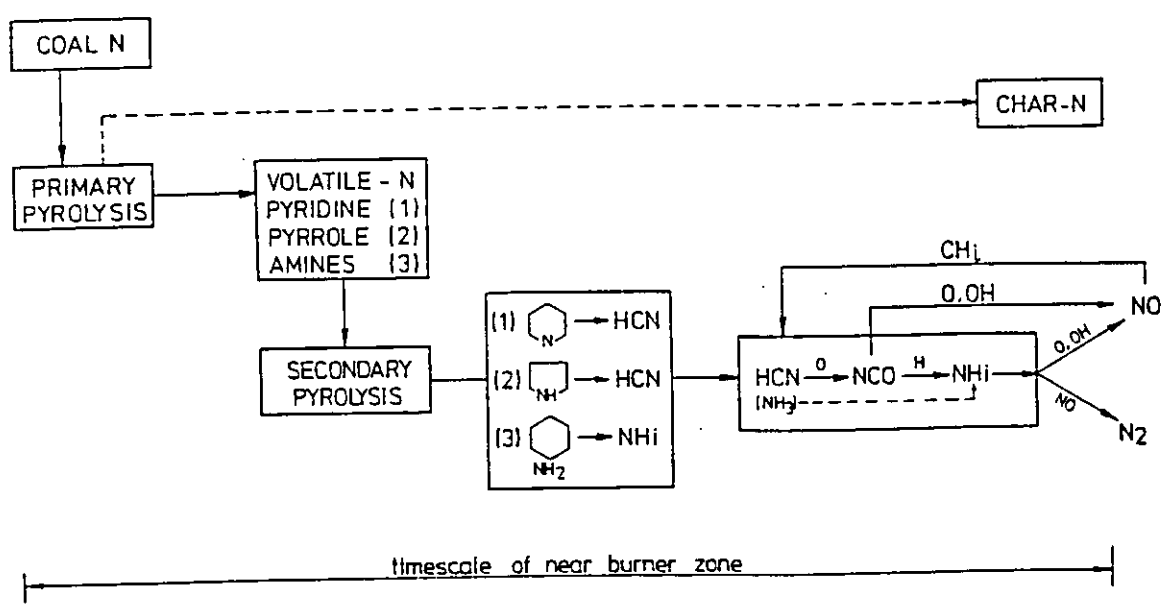 COAL N
CHAR-N
PRIMARY
PYROLYSIS
VOLATILE - N
PYRIDINE (1)
PYRROLE (2)
AMINES (3)
SECONDARY
PYROLYSIS
(1) N HCN
(2) NH HCN
(3) NH2 NHi
CHi
O,OH
NO
HCN O NCO H NHi
(NH3)
O,OH
NO
N2
timescale of near burner zone